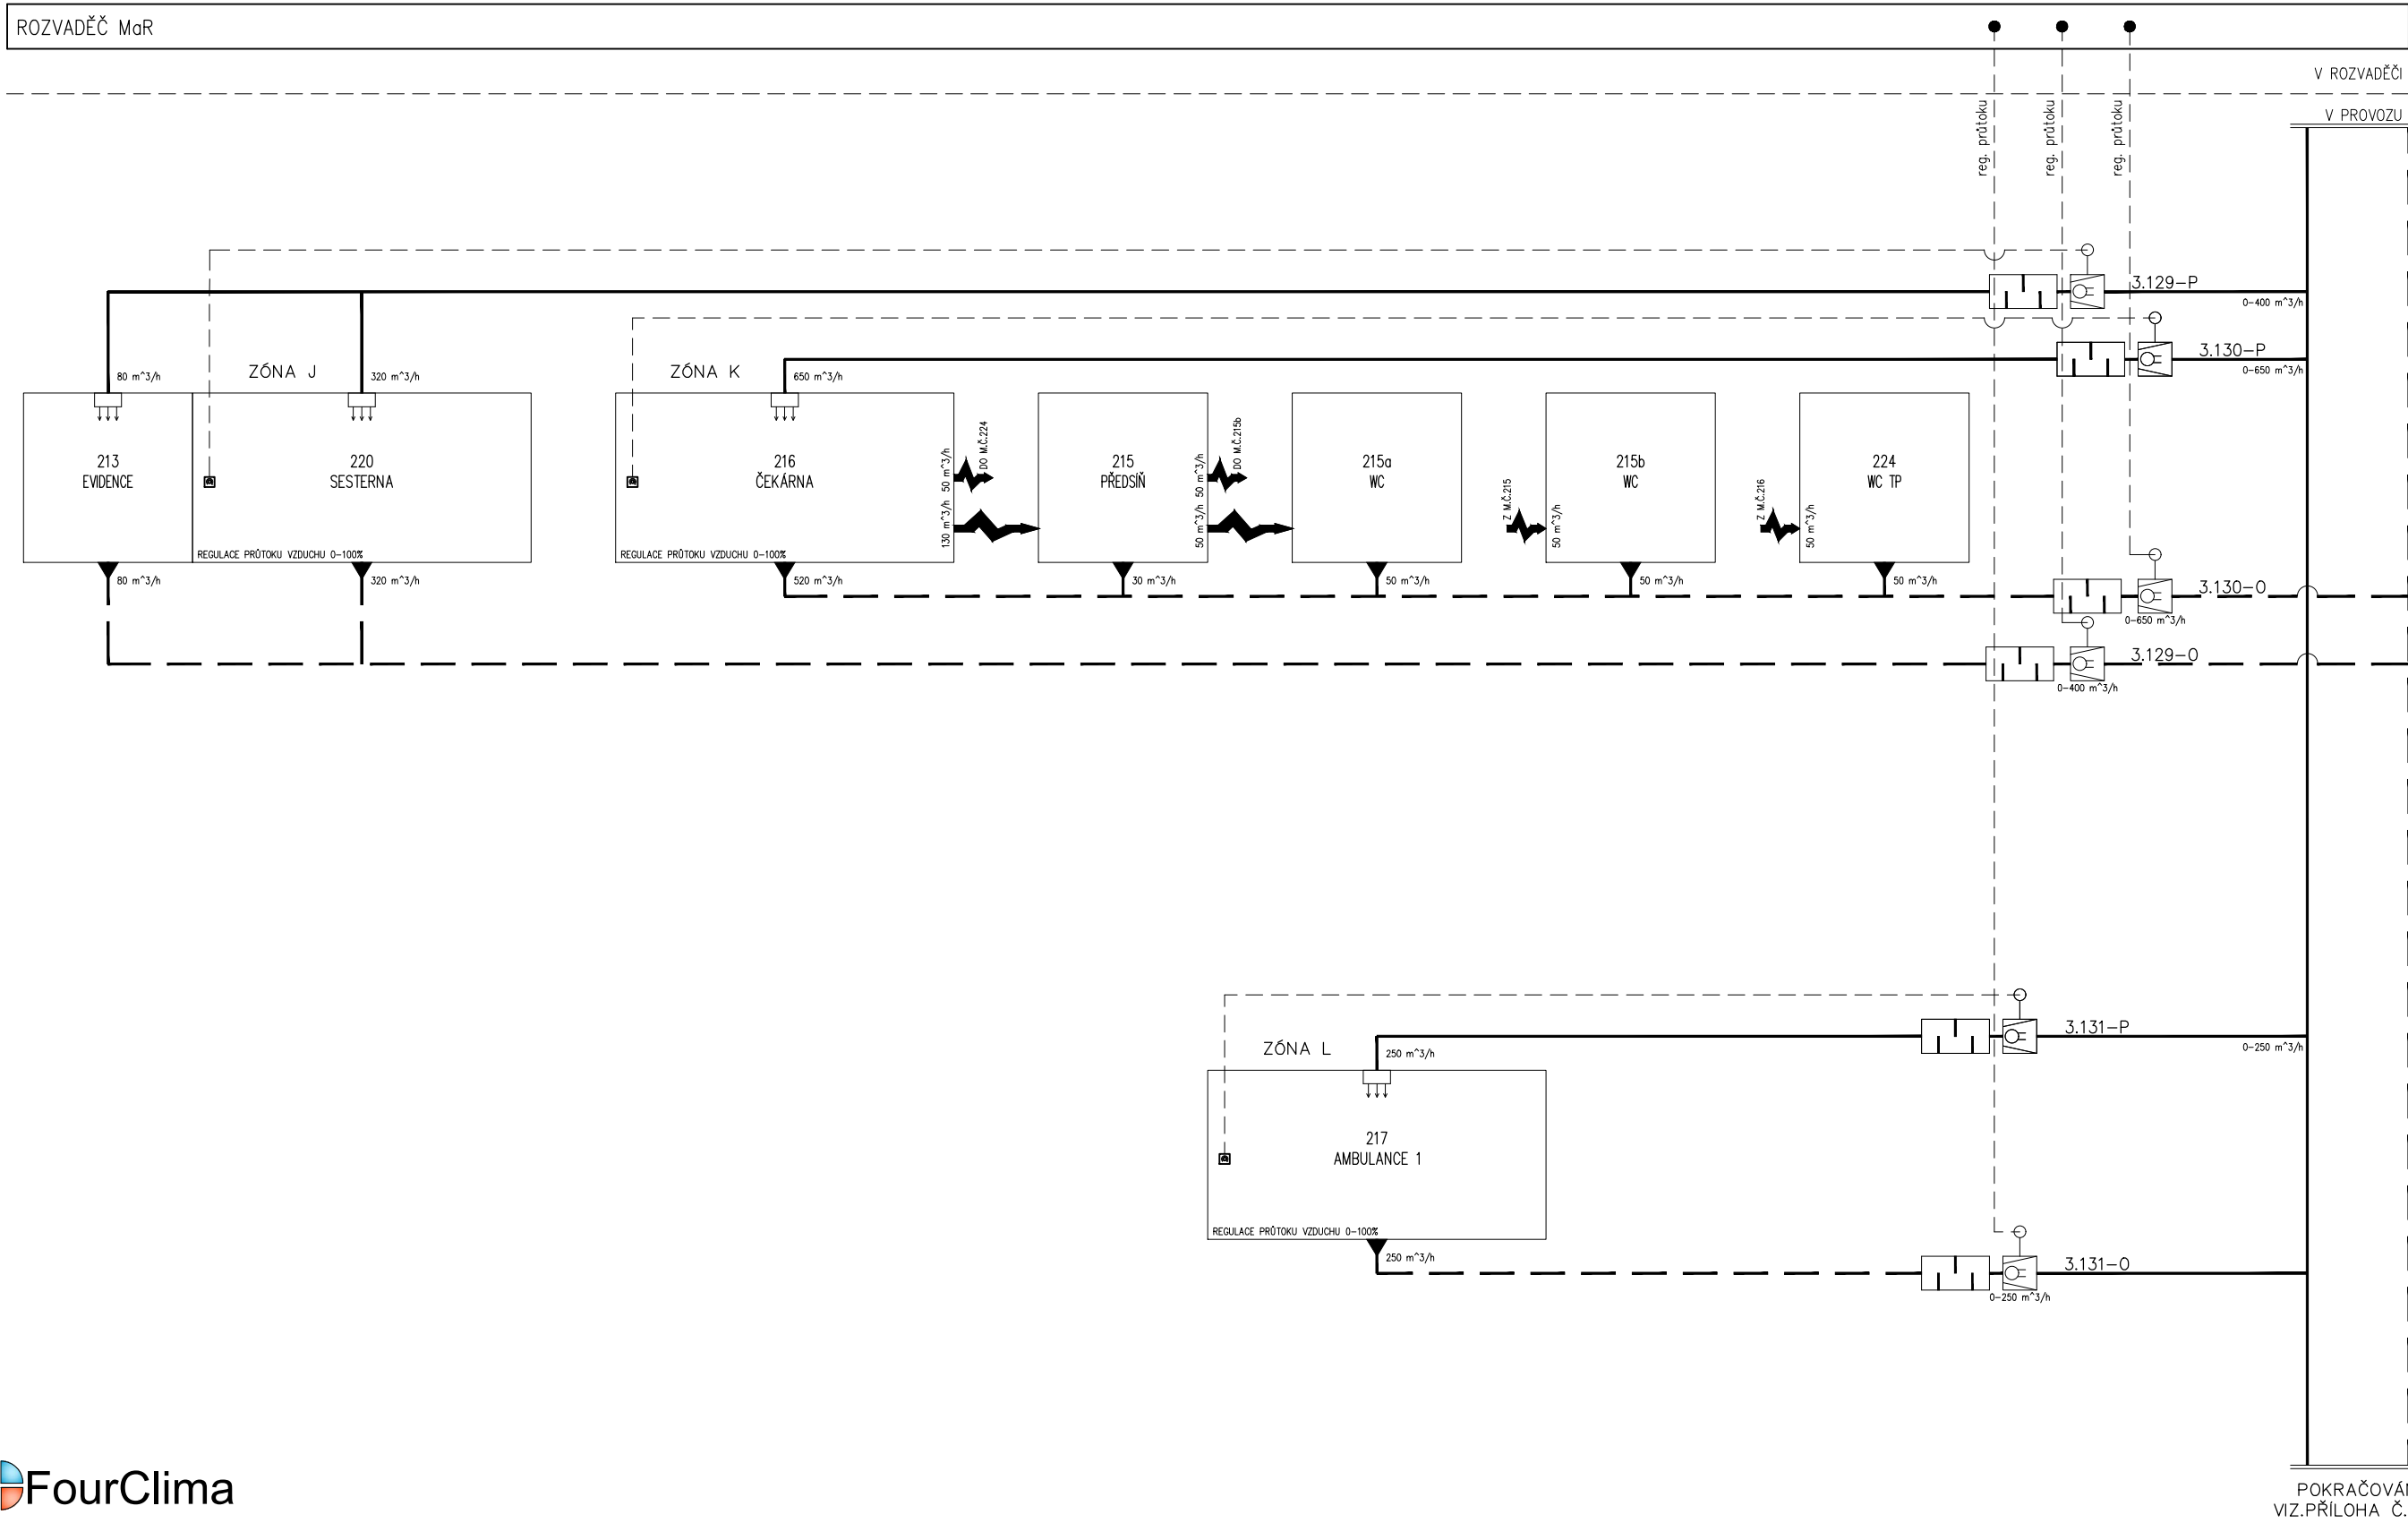 ROZVADĚČ MaR
V ROZVADĚČI
V PROVOZU
reg. průtoku
reg. průtoku
reg. průtoku
3.129-P
0-400 m^3/h
3.130-P
0-650 m^3/h
80 m^3/h
ZÓNA J
320 m^3/h
ZÓNA K
650 m^3/h
213
EVIDENCE
220
SESTERNA
REGULACE PRŮTOKU VZDUCHU 0-100%
216
ČEKÁRNA
REGULACE PRŮTOKU VZDUCHU 0-100%
50 m^3/h
DO M.Č.224
130 m^3/h
215
PŘEDSÍŇ
50 m^3/h
DO M.Č.215b
50 m^3/h
215a
WC
Z M.Č.215
50 m^3/h
215b
WC
Z M.Č.216
50 m^3/h
224
WC TP
80 m^3/h
320 m^3/h
520 m^3/h
30 m^3/h
50 m^3/h
50 m^3/h
50 m^3/h
3.130-O
0-650 m^3/h
3.129-O
0-400 m^3/h
3.131-P
0-250 m^3/h
ZÓNA L
250 m^3/h
217
AMBULANCE 1
REGULACE PRŮTOKU VZDUCHU 0-100%
250 m^3/h
3.131-O
0-250 m^3/h
FourClima
POKRAČOVÁN
VIZ.PŘÍLOHA Č.